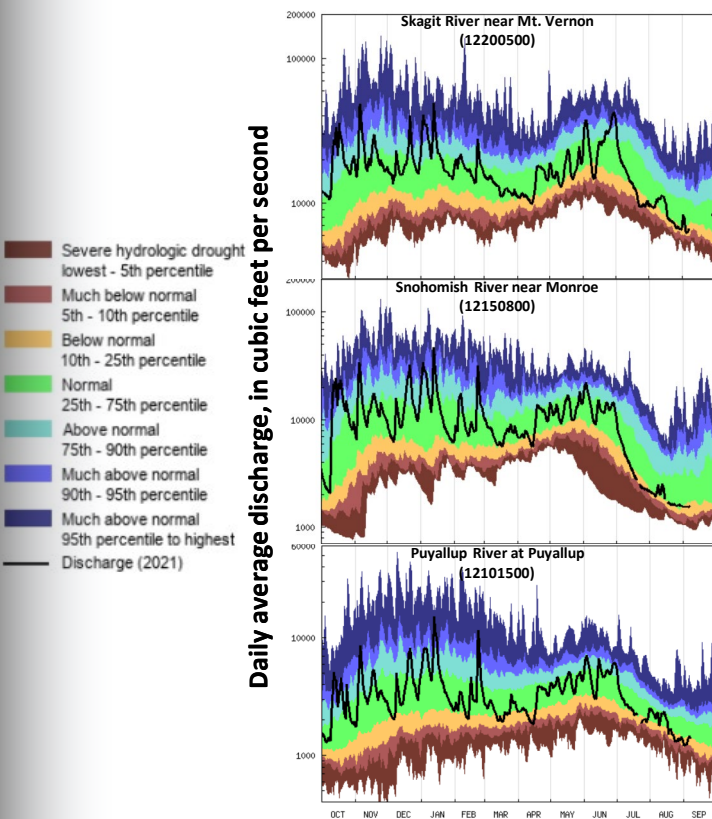 200000
Skagit River near Mt. Vernon
(12200500)
100000
10000
200000
Snohomish River near Monroe
(12150800)
100000
10000
1000
60000
Puyallup River at Puyallup
(12101500)
10000
1000
OCT NOV DEC JAN FEB MAR APR MAY JUN JUL AUG SEP
Daily average discharge, in cubic feet per second
Severe hydrologic drought
lowest - 5th percentile
Much below normal
5th - 10th percentile
Below normal
10th - 25th percentile
Normal
25th - 75th percentile
Above normal
75th - 90th percentile
Much above normal
90th - 95th percentile
Much above normal
95th percentile to highest
Discharge (2021)